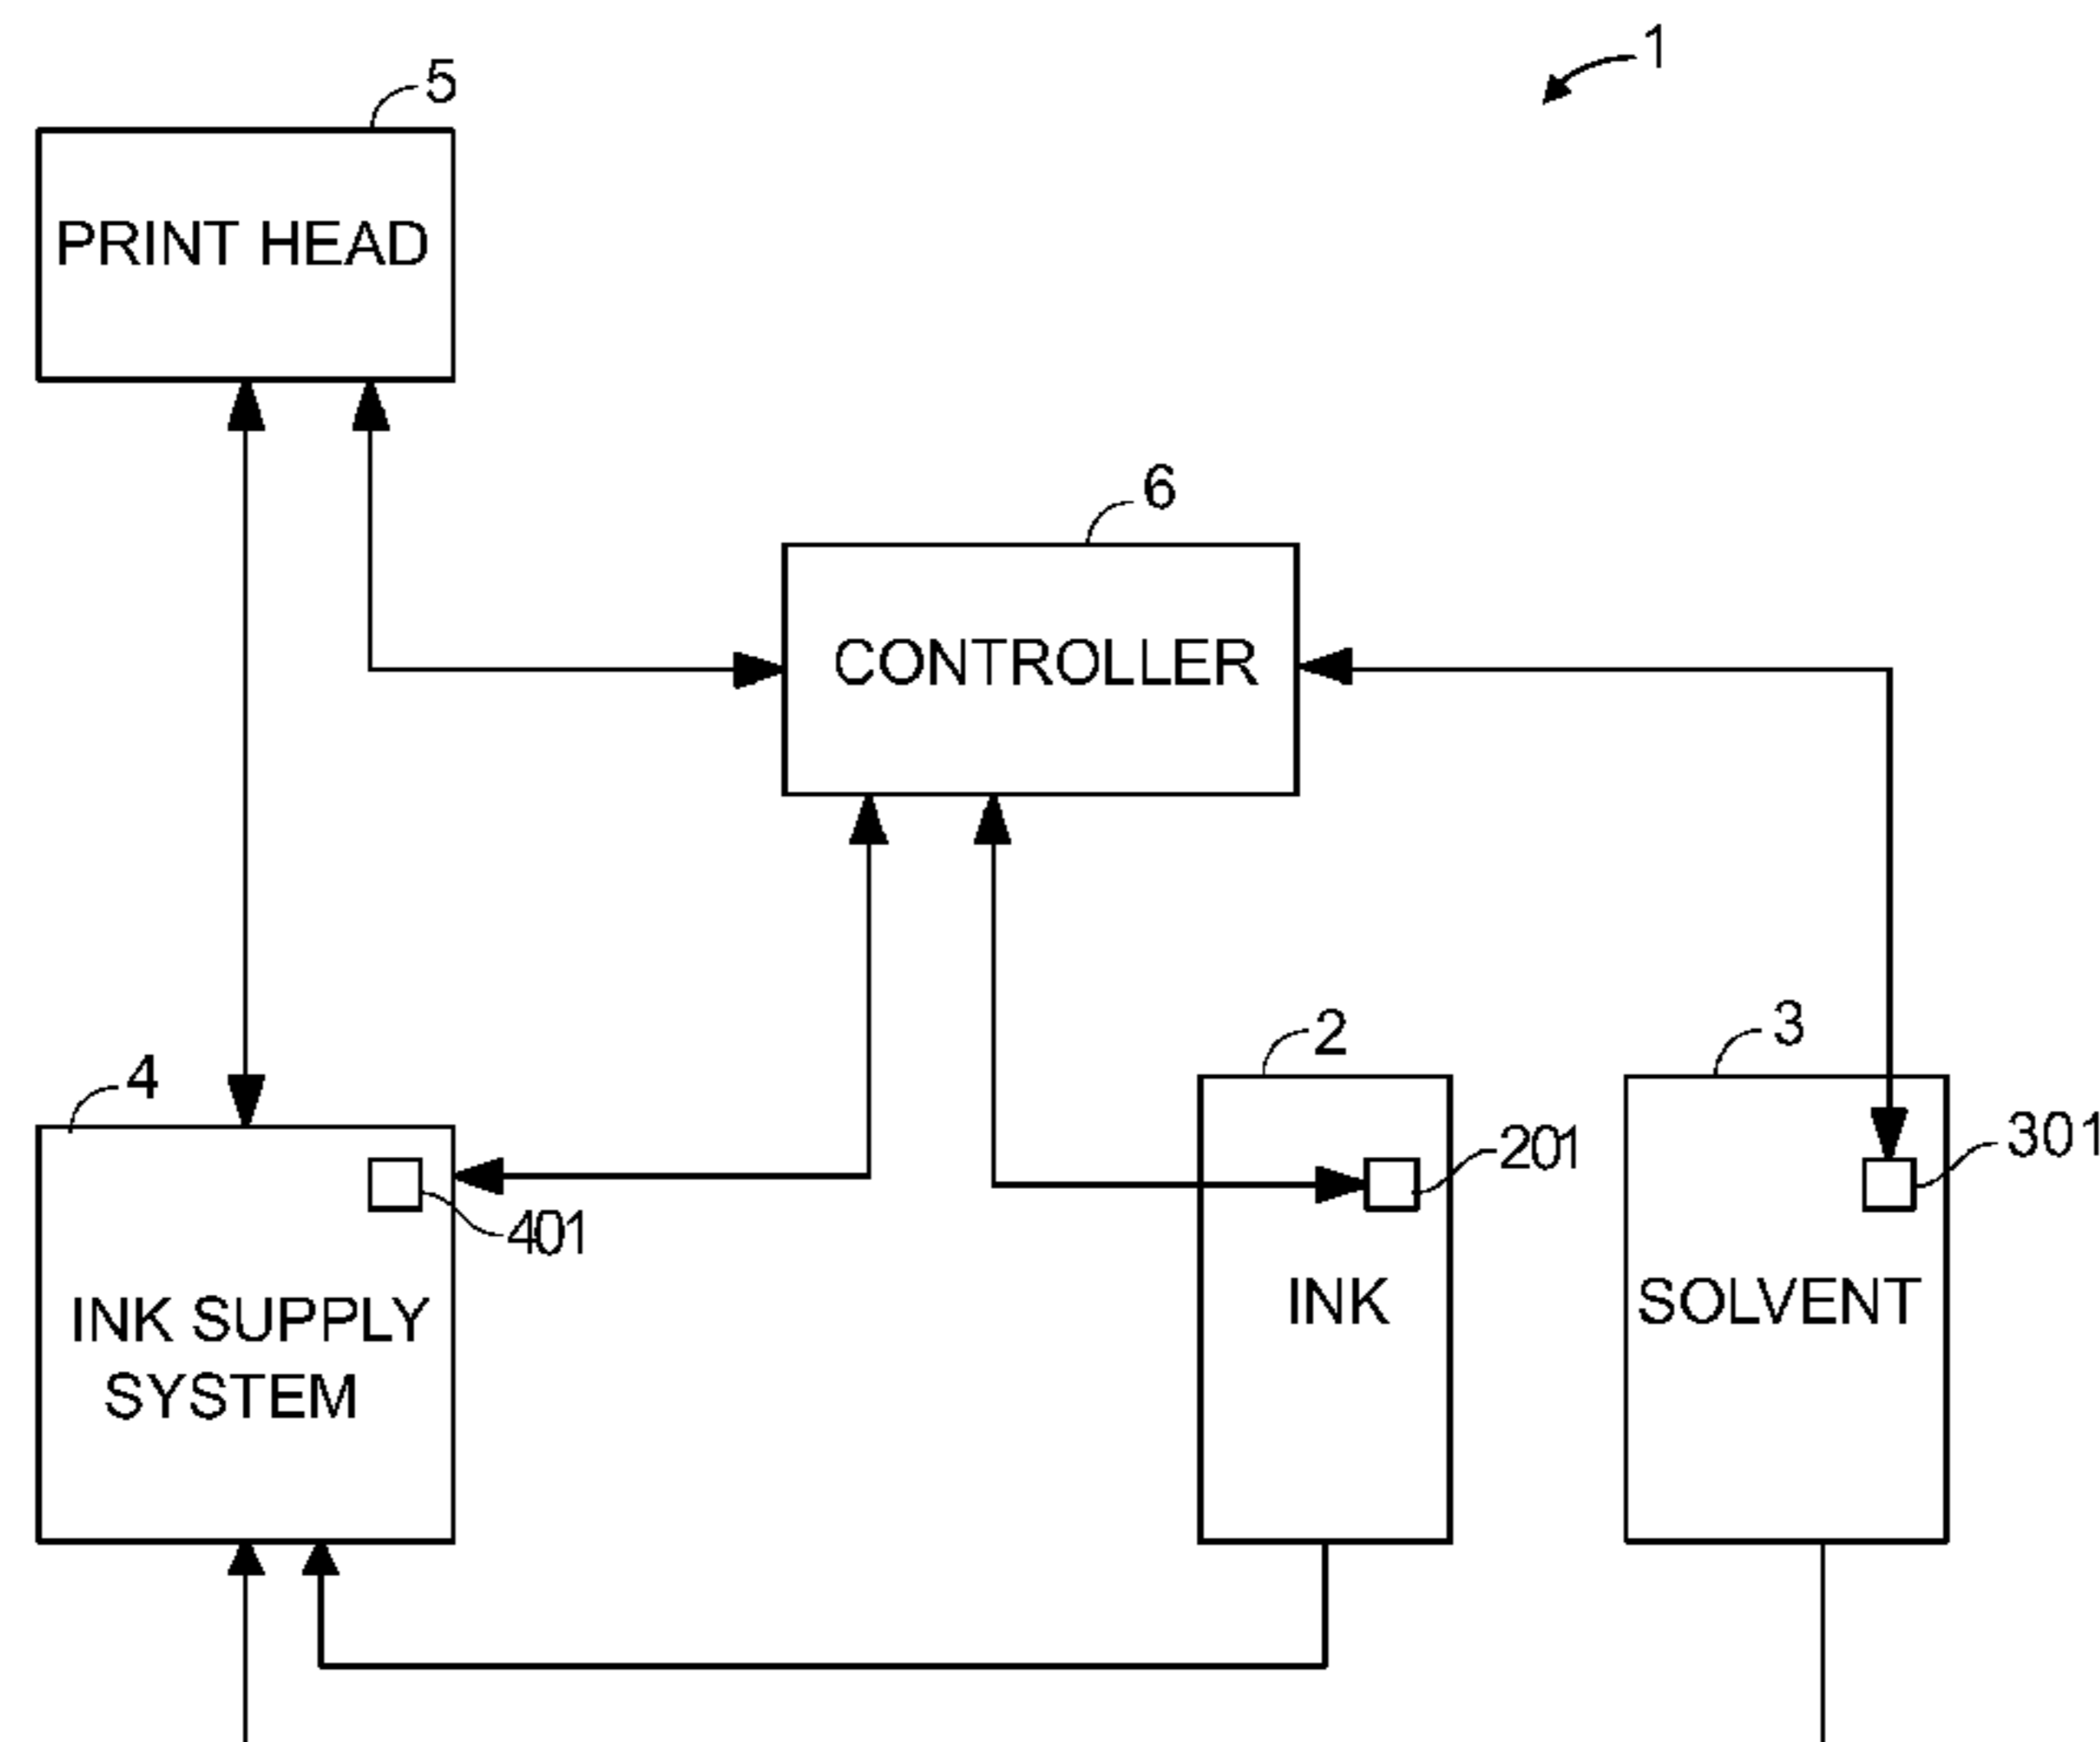 1
5
PRINT HEAD
6
CONTROLLER
2
3
4
201
301
401
INK SUPPLY
SYSTEM
INK
SOLVENT